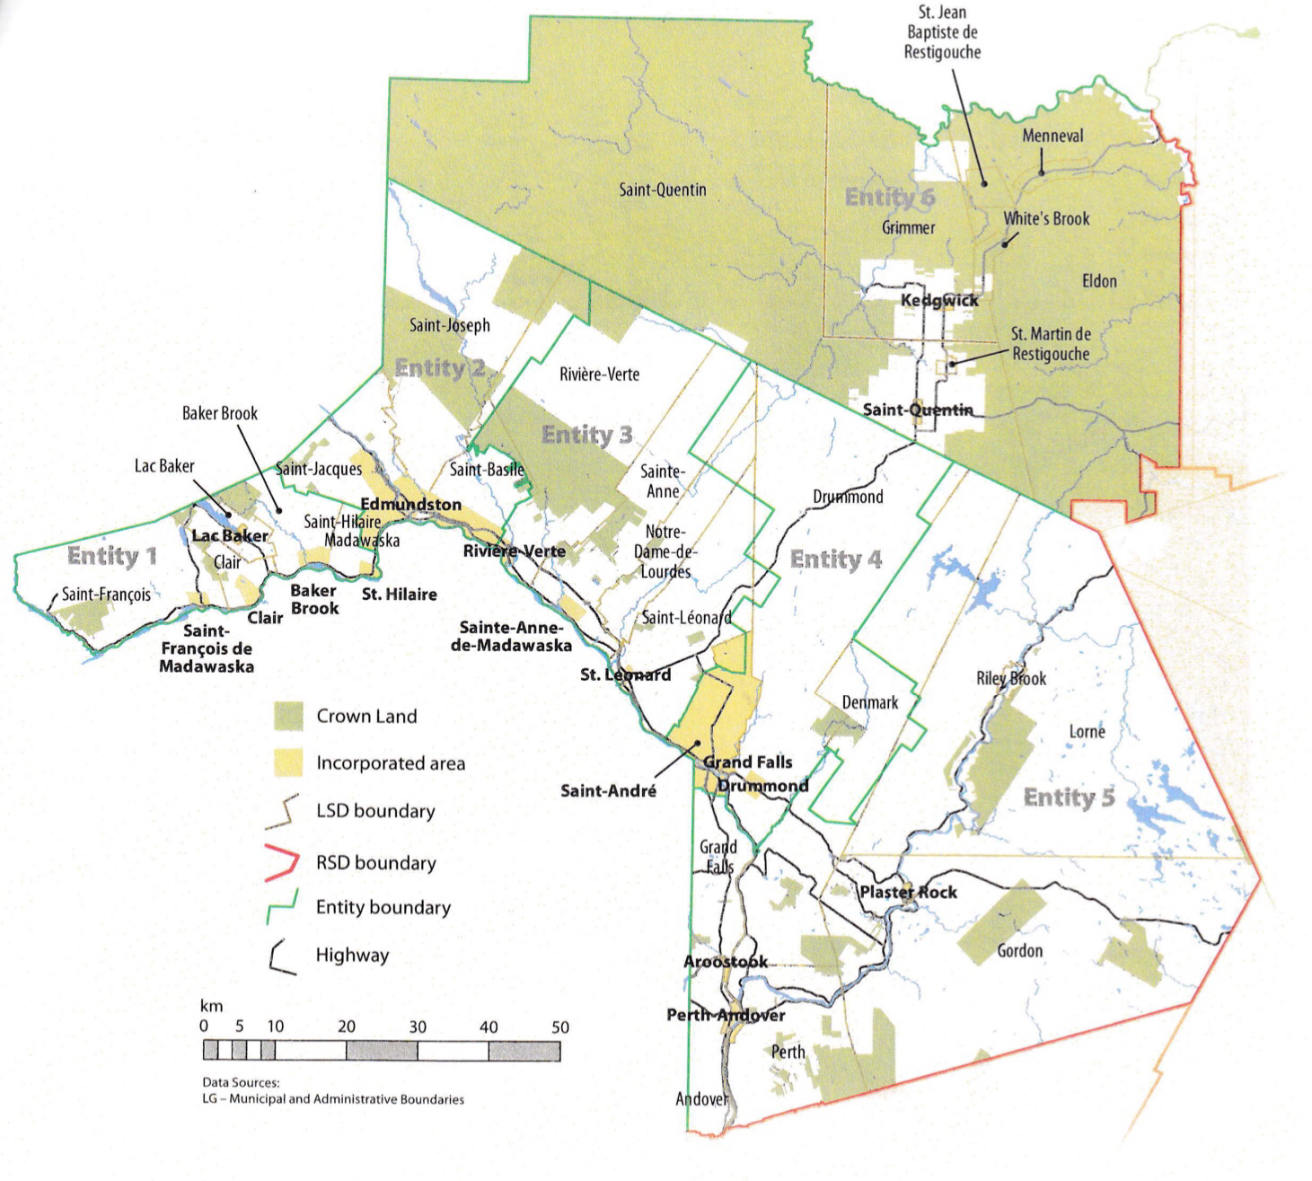 St. Jean
Baptiste de
Restigouche
Menneval
Saint-Quentin
Entity 6
White's Brook
Grimmer
Eldon
Kedgwick
Saint-Joseph
St. Martin de
Restigouche
Entity 2
Rivière-Verte
Baker Brook
Saint-Quentin
Entity 3
Lac Baker
Saint-Jacques
Saint-Basile
Sainte-
Anne
Drummond
Edmundston
Saint-Hilaire
Madawaska
Lac Baker
Notre-
Dame-de-
Lourdes
Entity 1
Rivière-Verte
Entity 4
Clair
Saint-François
Baker
Brook
St. Hilaire
Clair
Saint-Léonard
Saint-
François de
Madawaska
Sainte-Anne-
de-Madawaska
St. Léonard
Riley Brook
Denmark
Crown Land
Lorne
Incorporated area
Grand Falls
Saint-André
Drummond
Entity 5
LSD boundary
Grand
Falls
RSD boundary
Plaster Rock
Entity boundary
Gordon
Highway
Aroostook
km
0 5 10 20 30 40 50
Perth-Andover
Perth
Data Sources:
LG – Municipal and Administrative Boundaries
Andover